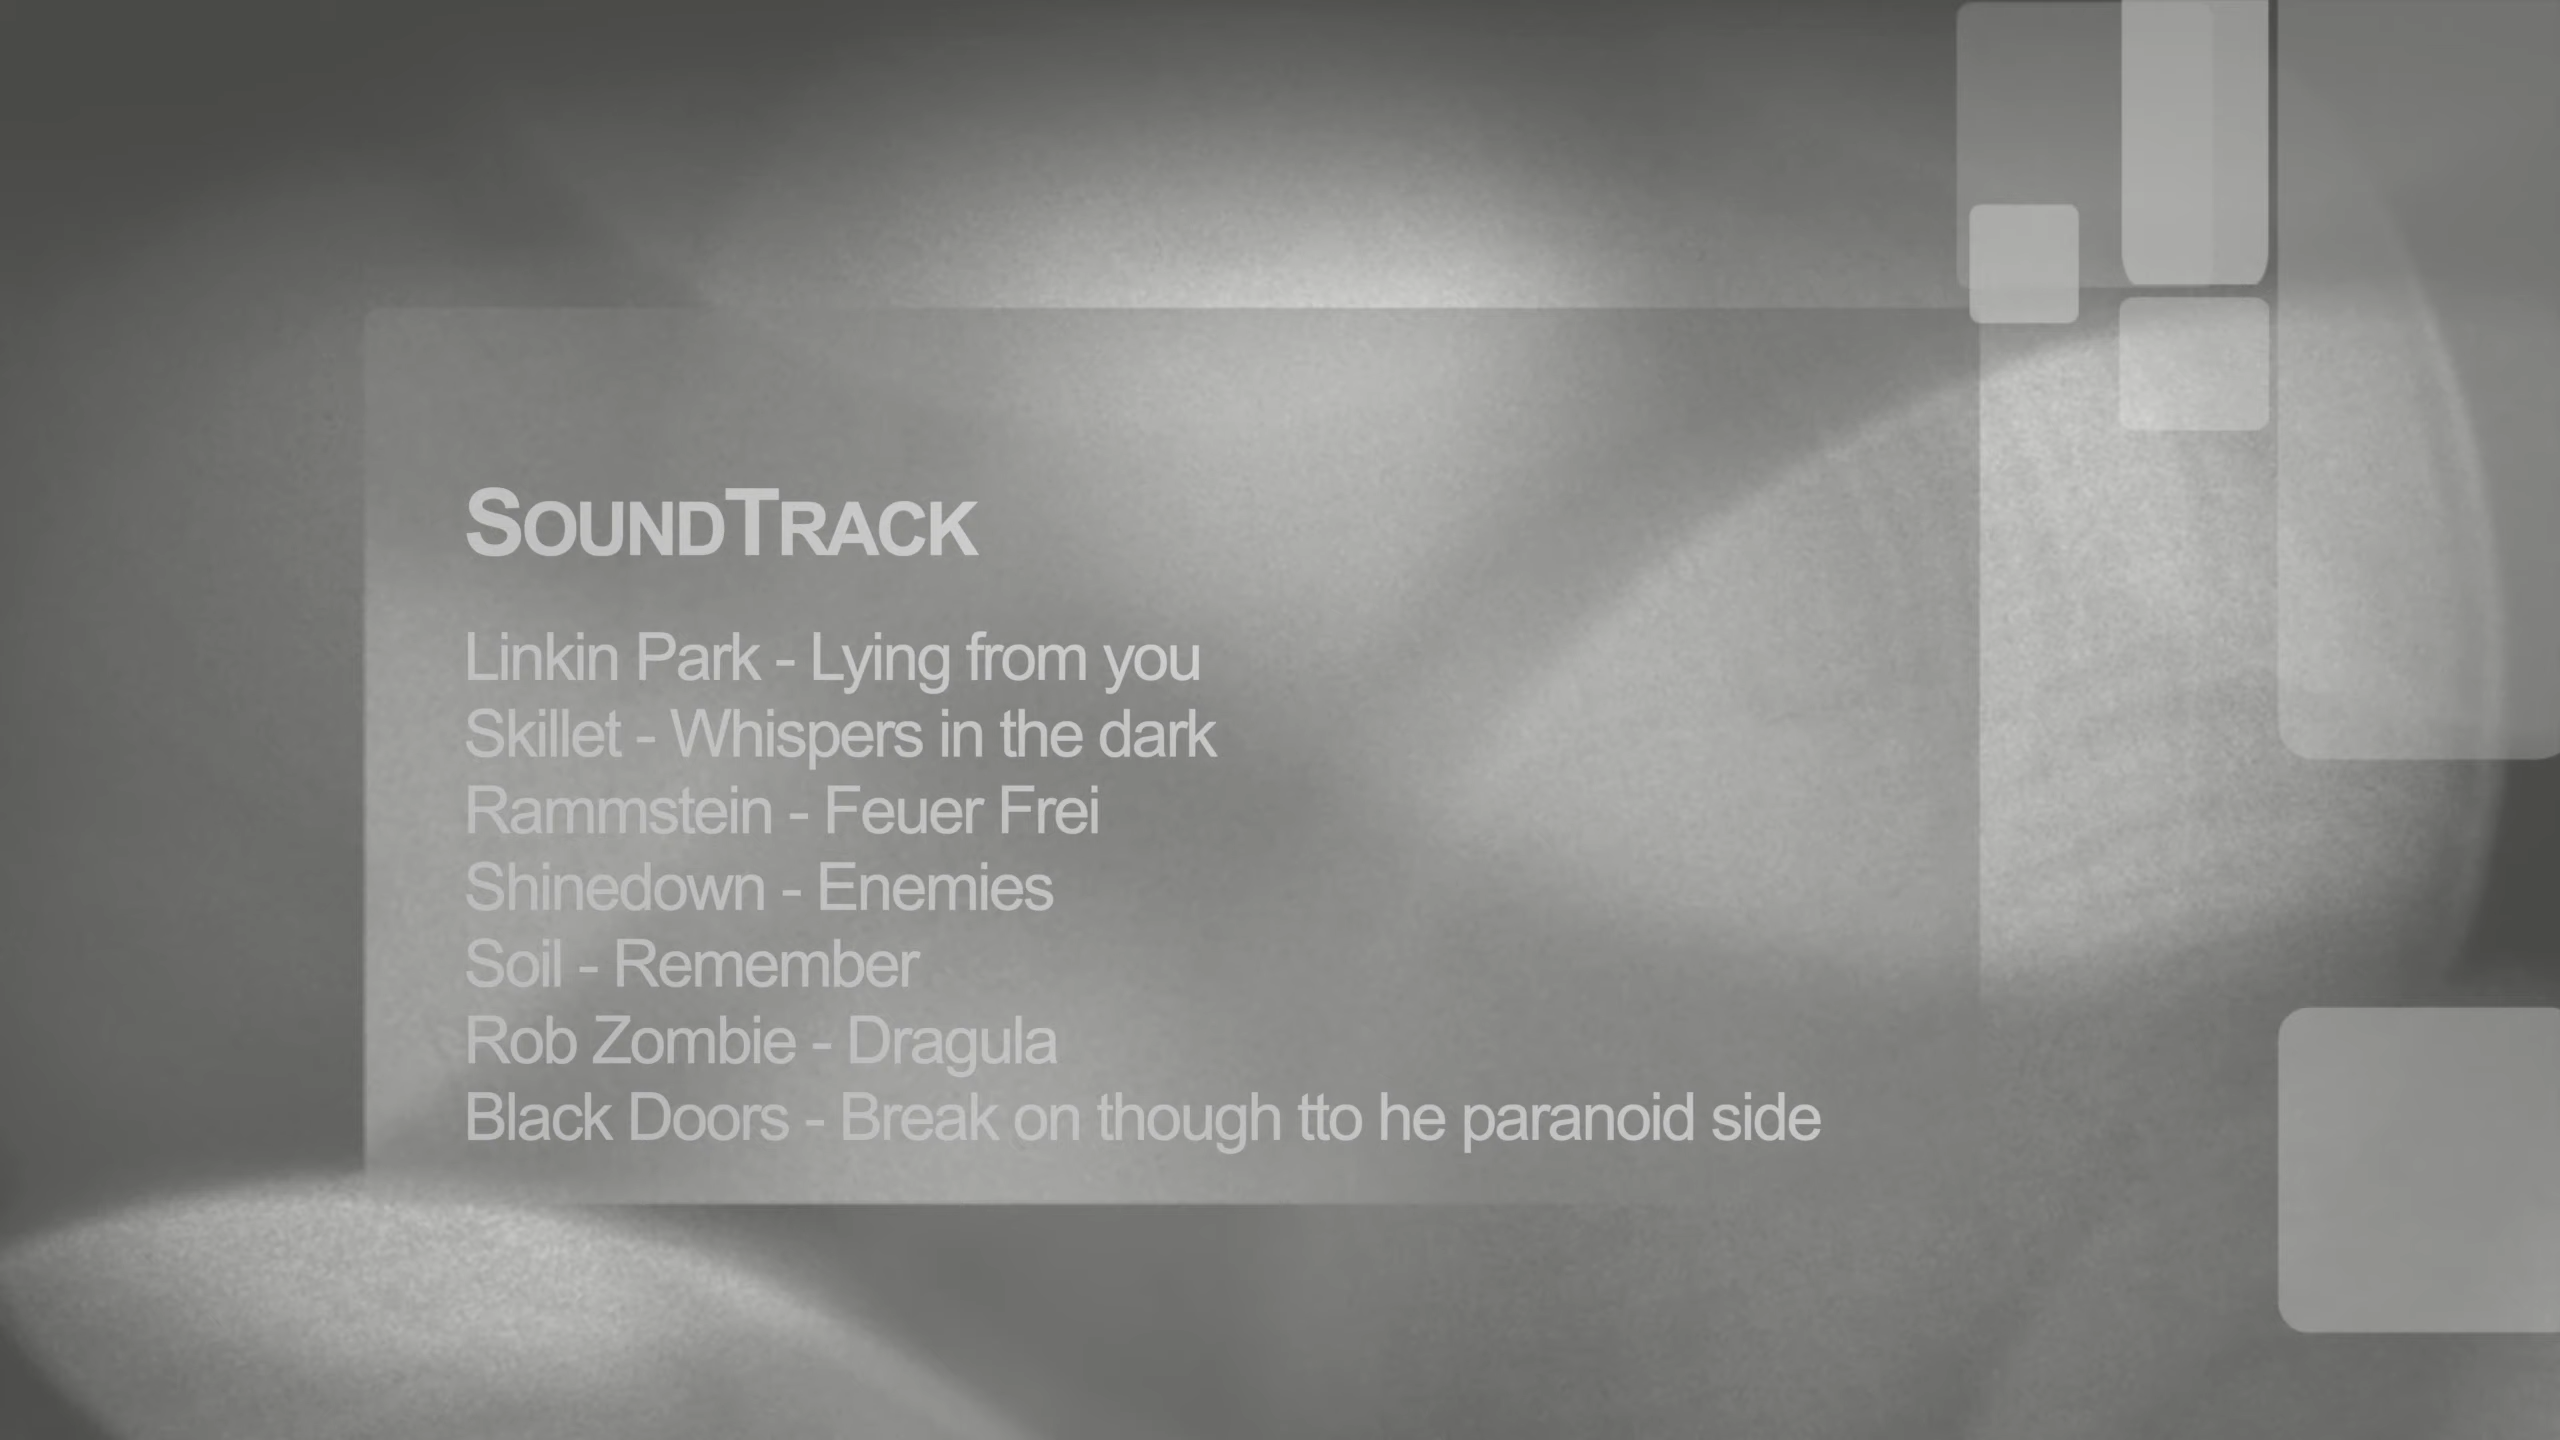 SOUNDTRACK
Linkin Park - Lying from you
Skillet - Whispers in the dark
Rammstein - Feuer Frei
Shinedown - Enemies
Soil - Remember
Rob Zombie - Dragula
Black Doors - Break on though tto he paranoid side